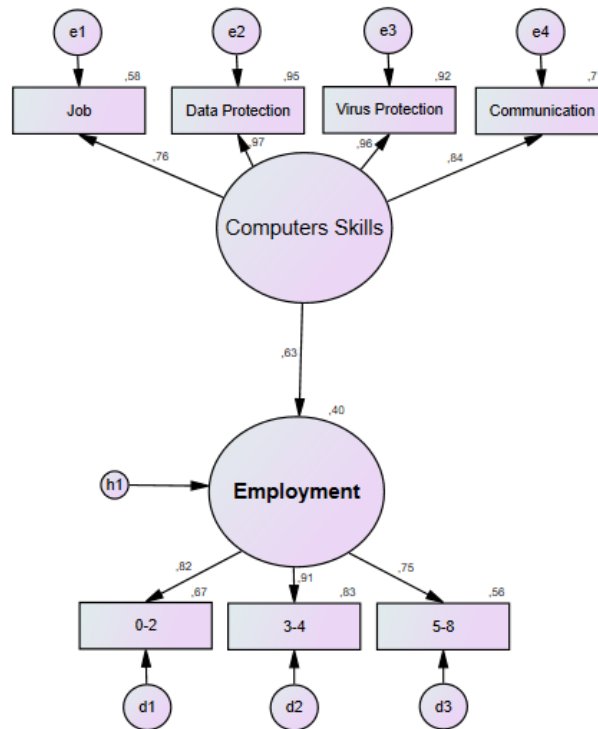 e1 e2 e3 e4
,58 ,95 ,92 ,7
Job Data Protection Virus Protection Communication
,76 ,97 ,96 ,84
Computers Skills
,63
,40
h1 Employment
,82 ,91 ,75
,67 ,83 ,56
0-2 3-4 5-8
d1 d2 d3